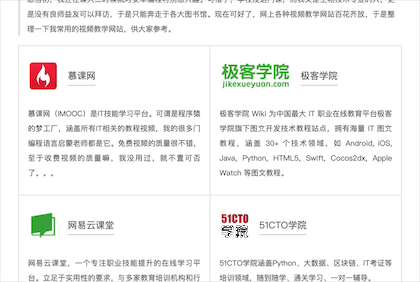 是没有良师益友可以拜访，于是只能奔走于各大图书馆。现在可好了，网上各种视频教学网站百花齐放，于是整
理一下我常用的视频教学网站，供大家参考。
慕课网
慕课网（IMOOC）是IT技能学习平台。可谓是程序猿
的梦工厂，涵盖所有IT相关的教程视频，我的很多门
编程语言启蒙老师都是它。免费视频的质量很不错，
至于收费视频的质量嘛，我没用过，就不置可否
了。。。
极客学院
jikexueyuan.com
极客学院
极客学院 Wiki 为中国最大 IT 职业在线教育平台极客学
院旗下图文开发技术教程站点，拥有海量 IT 图文
教程，涵盖 30+ 个技术领域，如 Android, iOS,
Java, Python, HTML5, Swift, Cocos2dx, Apple
Watch 等图文教程。
网易云课堂
网易云课堂，一个专注职业技能提升的在线学习平
台。立足于实用性的要求，与多家教育培训机构和行
51CTO
学院
51CTO学院
51CTO学院涵盖Python、大数据、区块链、IT考证等
培训领域，随到随学、通关学习、一对一辅导。